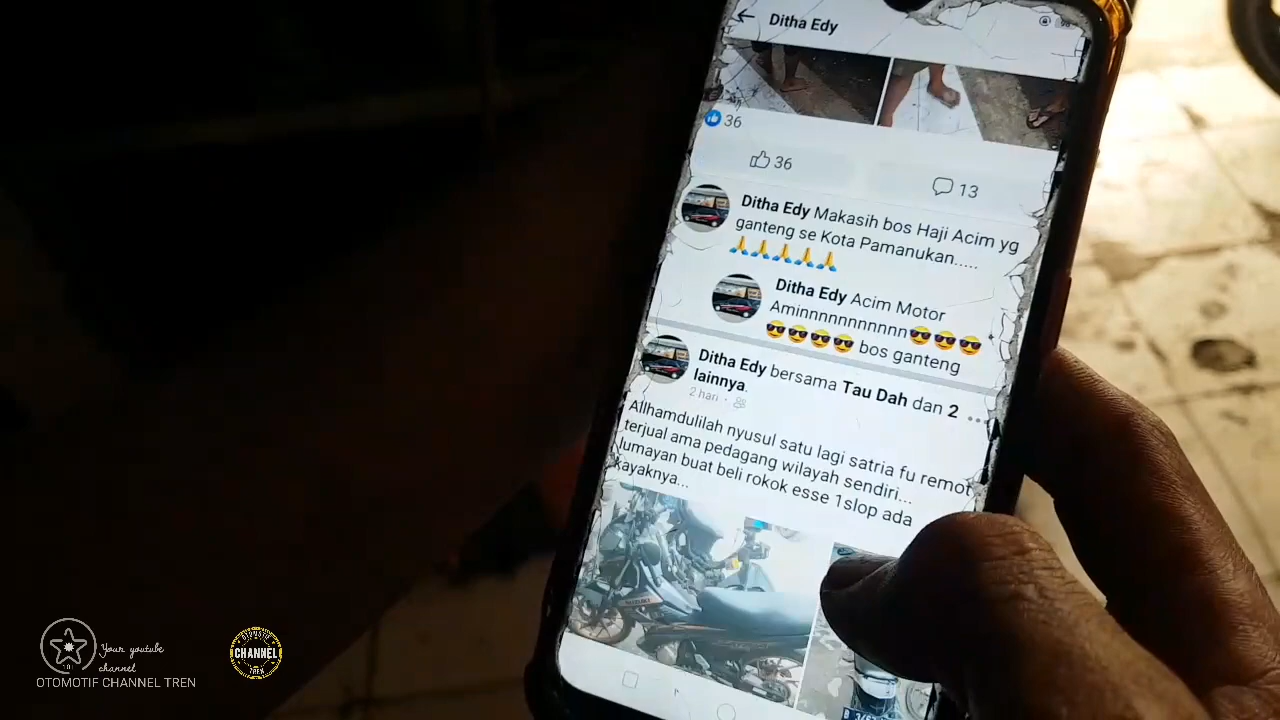 Ditha Edy
36
36
13
Ditha Edy Makasih bos Haji Acim yg
ganteng se Kota Pamanukan.....
🙏🙏🙏🙏🙏
Ditha Edy Acim Motor
Aminnnnnnnnnnn😎😎😎
😎😎😎😎 bos ganteng
Ditha Edy bersama Tau Dah dan 2
lainnya.
2 hari
Allhamdulilah nyusul satu lagi satria fu remot
terjual ama pedagang wilayah sendiri...
lumayan buat beli rokok esse 1slop ada
kayaknya...
SUZUKI
Your youtube
channel
OTOMOTIF CHANNEL TREN
OTOMOTIF
CHANNEL
TREN